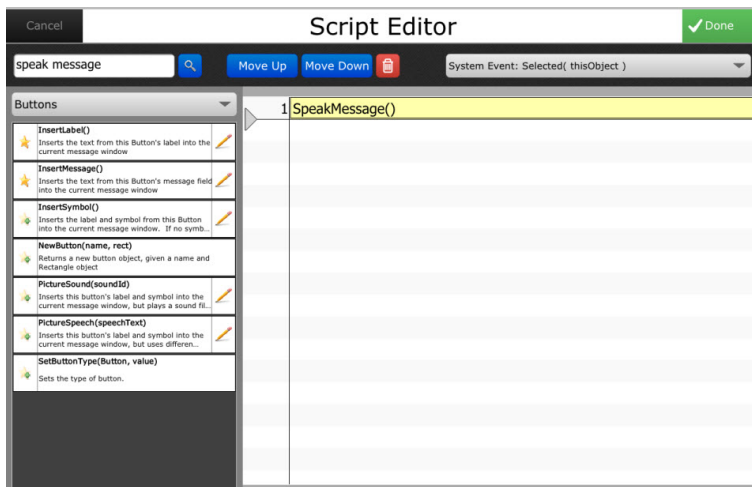 Cancel
Script Editor
Done
speak message
Move Up
Move Down
System Event: Selected( thisObject )
Buttons
1 SpeakMessage()
InsertLabel()
Inserts the text from this Button's label into the
current message window
InsertMessage()
Inserts the text from this Button's message field
into the current message window
InsertSymbol()
Inserts the label and symbol from this Button
into the current message window. If no symb...
NewButton(name, rect)
Returns a new button object, given a name and
Rectangle object
PictureSound(soundId)
Inserts this button's label and symbol into the
current message window, but plays a sound fil...
PictureSpeech(speechText)
Inserts this button's label and symbol into the
current message window, but uses differen...
SetButtonType(Button, value)
Sets the type of button.